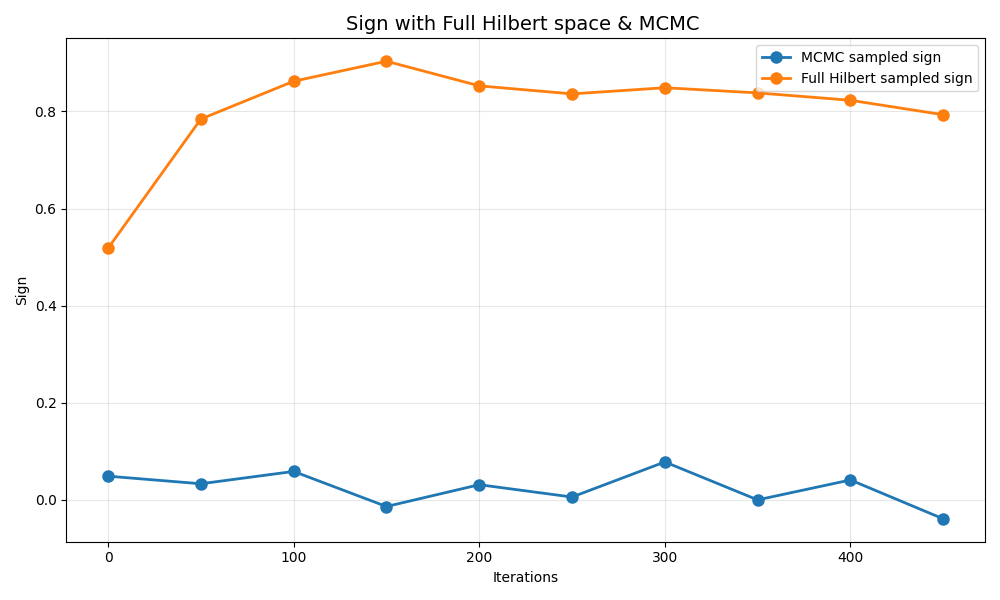 Sign with Full Hilbert space & MCMC
MCMC sampled sign
Full Hilbert sampled sign
Sign
0.8
0.6
0.4
0.2
0.0
0 100 200 300 400
Iterations